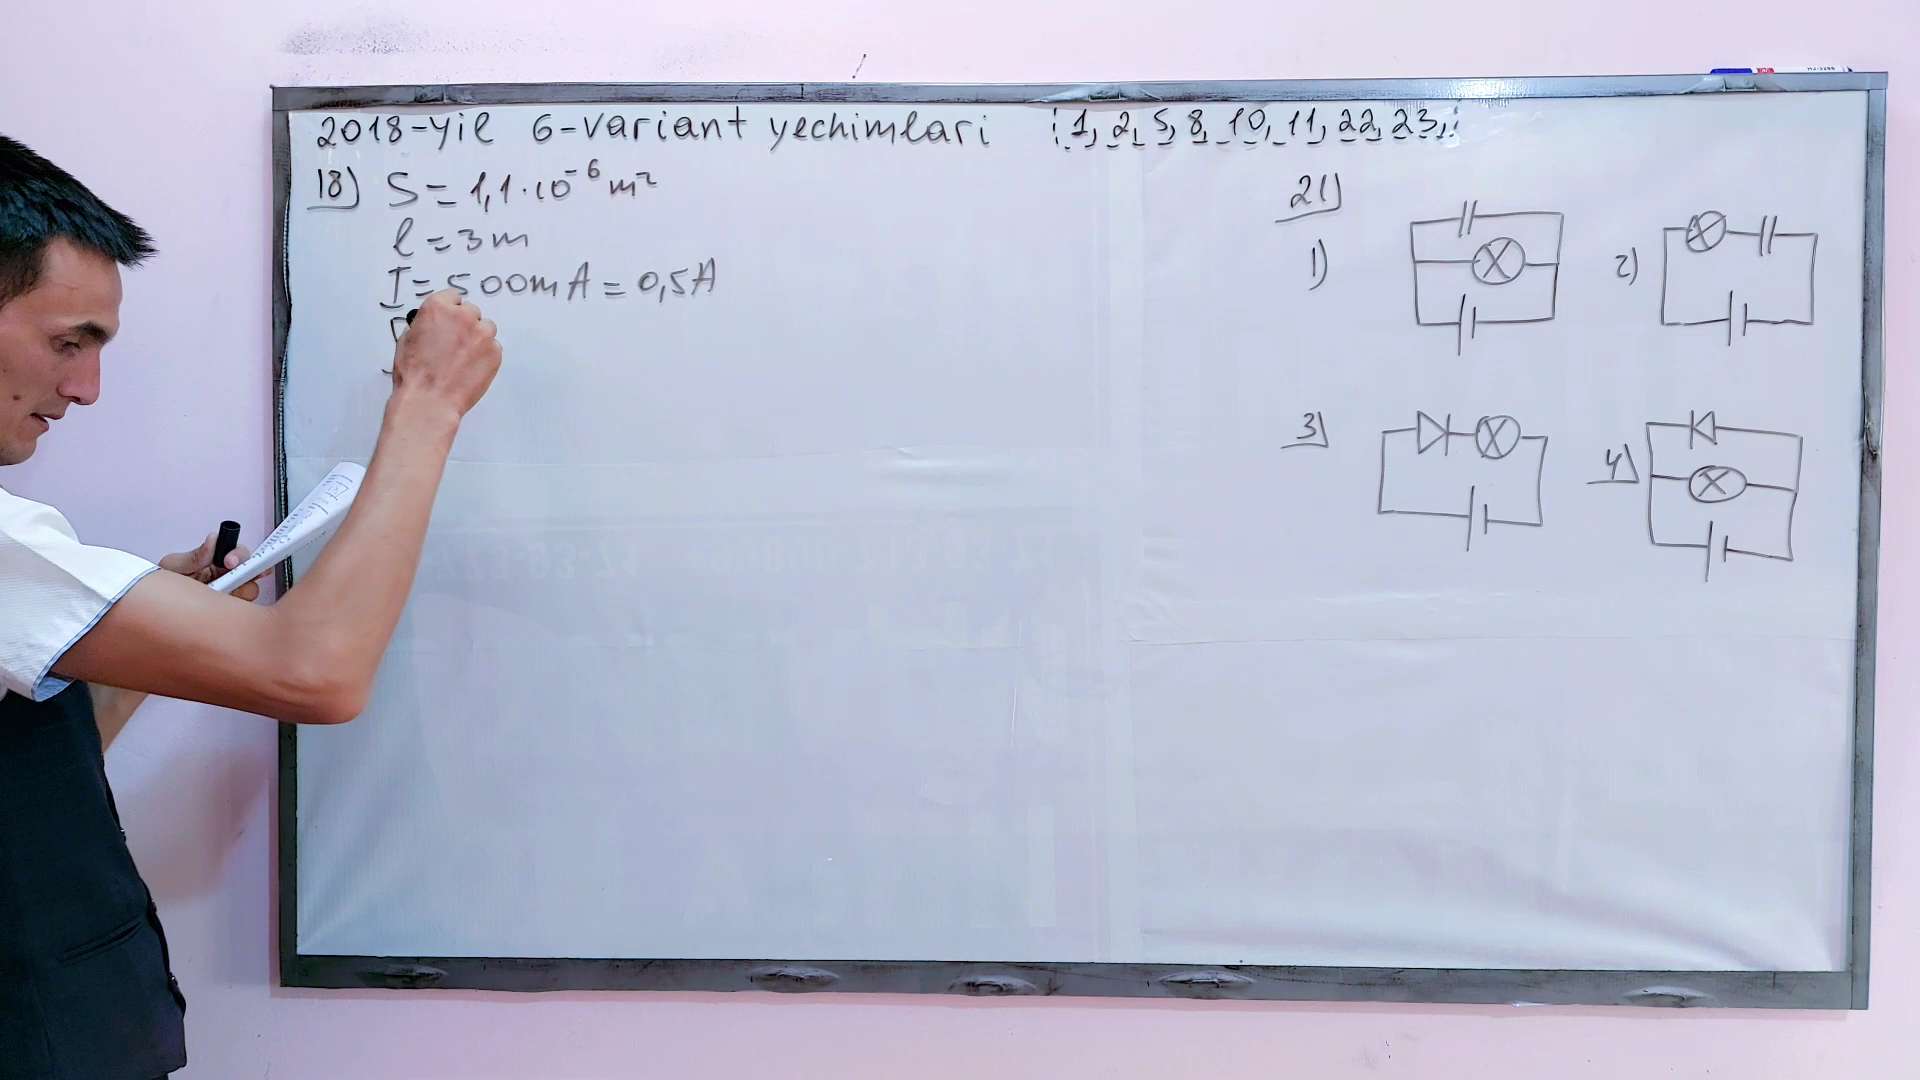 2018-yil 6-variant yechimlari 1, 2, 5, 8, 10, 11, 22, 23,
18) S = 1,1·10⁻⁶ m²
l = 3m
I = 500mA = 0,5A
21)
1)
2)
3)
4)